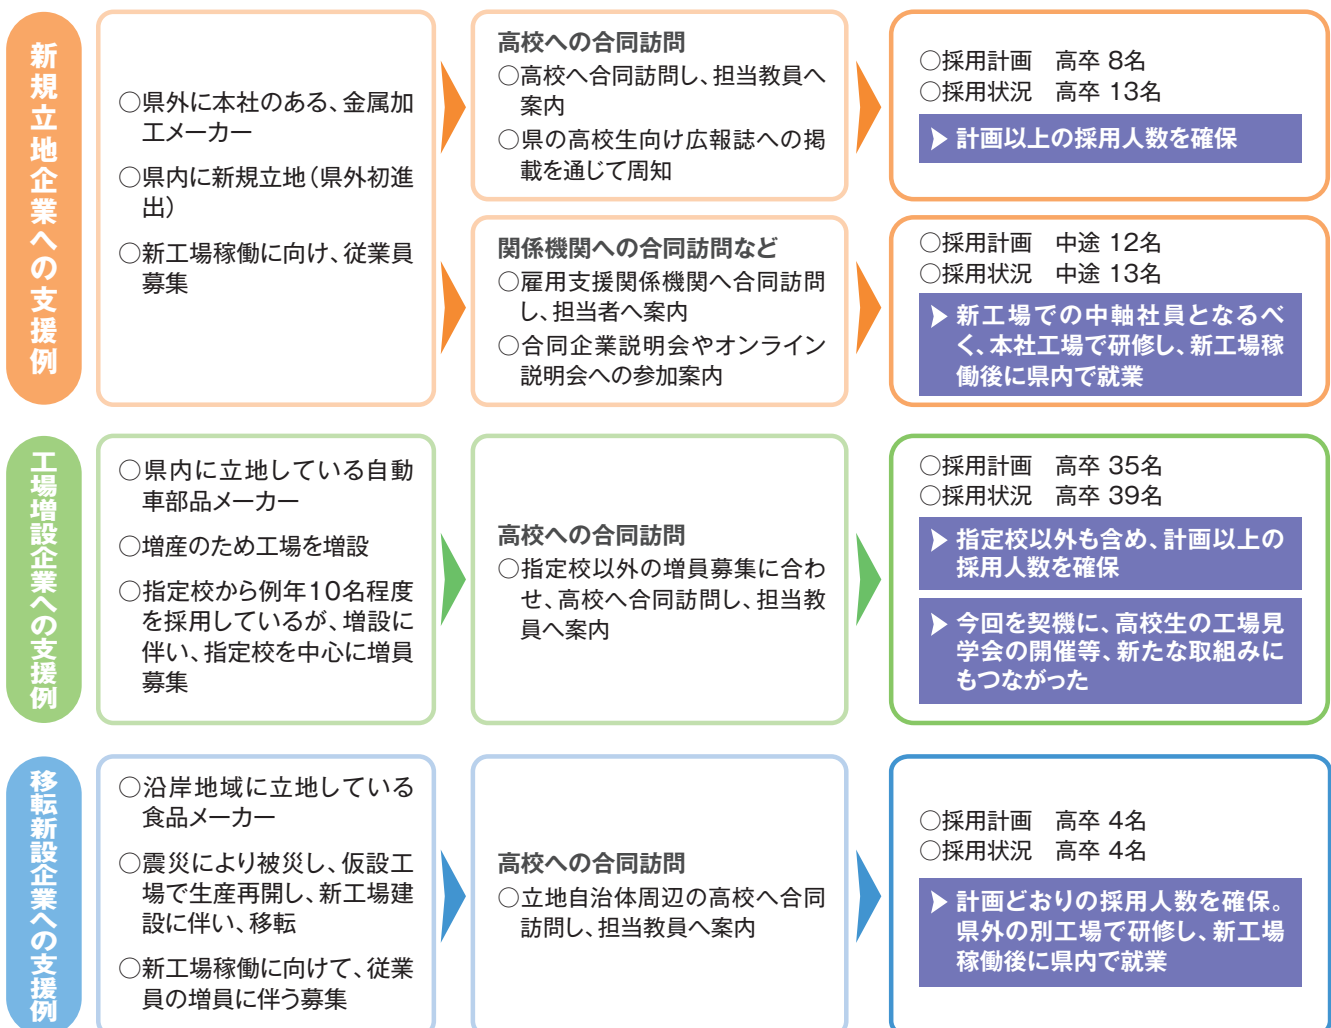 新規立地企業への支援例
○県外に本社のある、金属加
工メーカー
○県内に新規立地（県外初進
出）
○新工場稼働に向け、従業員
募集
高校への合同訪問
○高校へ合同訪問し、担当教員へ
案内
○県の高校生向け広報誌への掲
載を通じて周知
○採用計画　高卒 8名
○採用状況　高卒 13名
計画以上の採用人数を確保
関係機関への合同訪問など
○雇用支援関係機関へ合同訪問
し、担当者へ案内
○合同企業説明会やオンライン
説明会への参加案内
○採用計画　中途 12名
○採用状況　中途 13名
新工場での中軸社員となるべ
く、本社工場で研修し、新工場稼
働後に県内で就業
工場増設企業への支援例
○県内に立地している自動
車部品メーカー
○増産のため工場を増設
○指定校から例年10名程度
を採用しているが、増設に
伴い、指定校を中心に増員
募集
高校への合同訪問
○指定校以外の増員募集に合わ
せ、高校へ合同訪問し、担当教
員へ案内
○採用計画　高卒 35名
○採用状況　高卒 39名
指定校以外も含め、計画以上の
採用人数を確保
今回を契機に、高校生の工場見
学会の開催等、新たな取組みに
もつながった
移転新設企業への支援例
○沿岸地域に立地している
食品メーカー
○震災により被災し、仮設工
場で生産再開し、新工場建
設に伴い、移転
○新工場稼働に向けて、従業
員の増員に伴う募集
高校への合同訪問
○立地自治体周辺の高校へ合同
訪問し、担当教員へ案内
○採用計画　高卒 4名
○採用状況　高卒 4名
計画どおりの採用人数を確保。
県外の別工場で研修し、新工場
稼働後に県内で就業